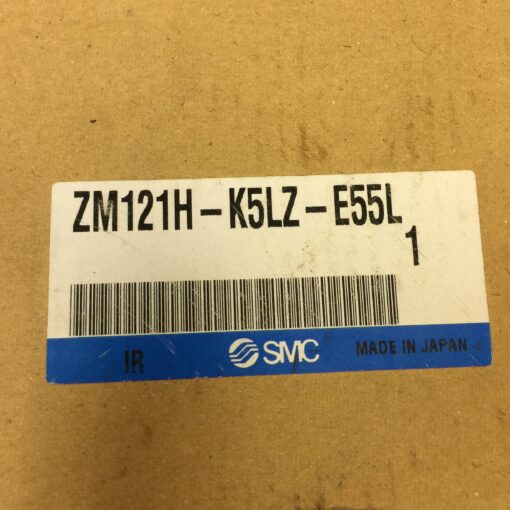 ZM121H-K5LZ-E55L
1
IR SMC MADE IN JAPAN